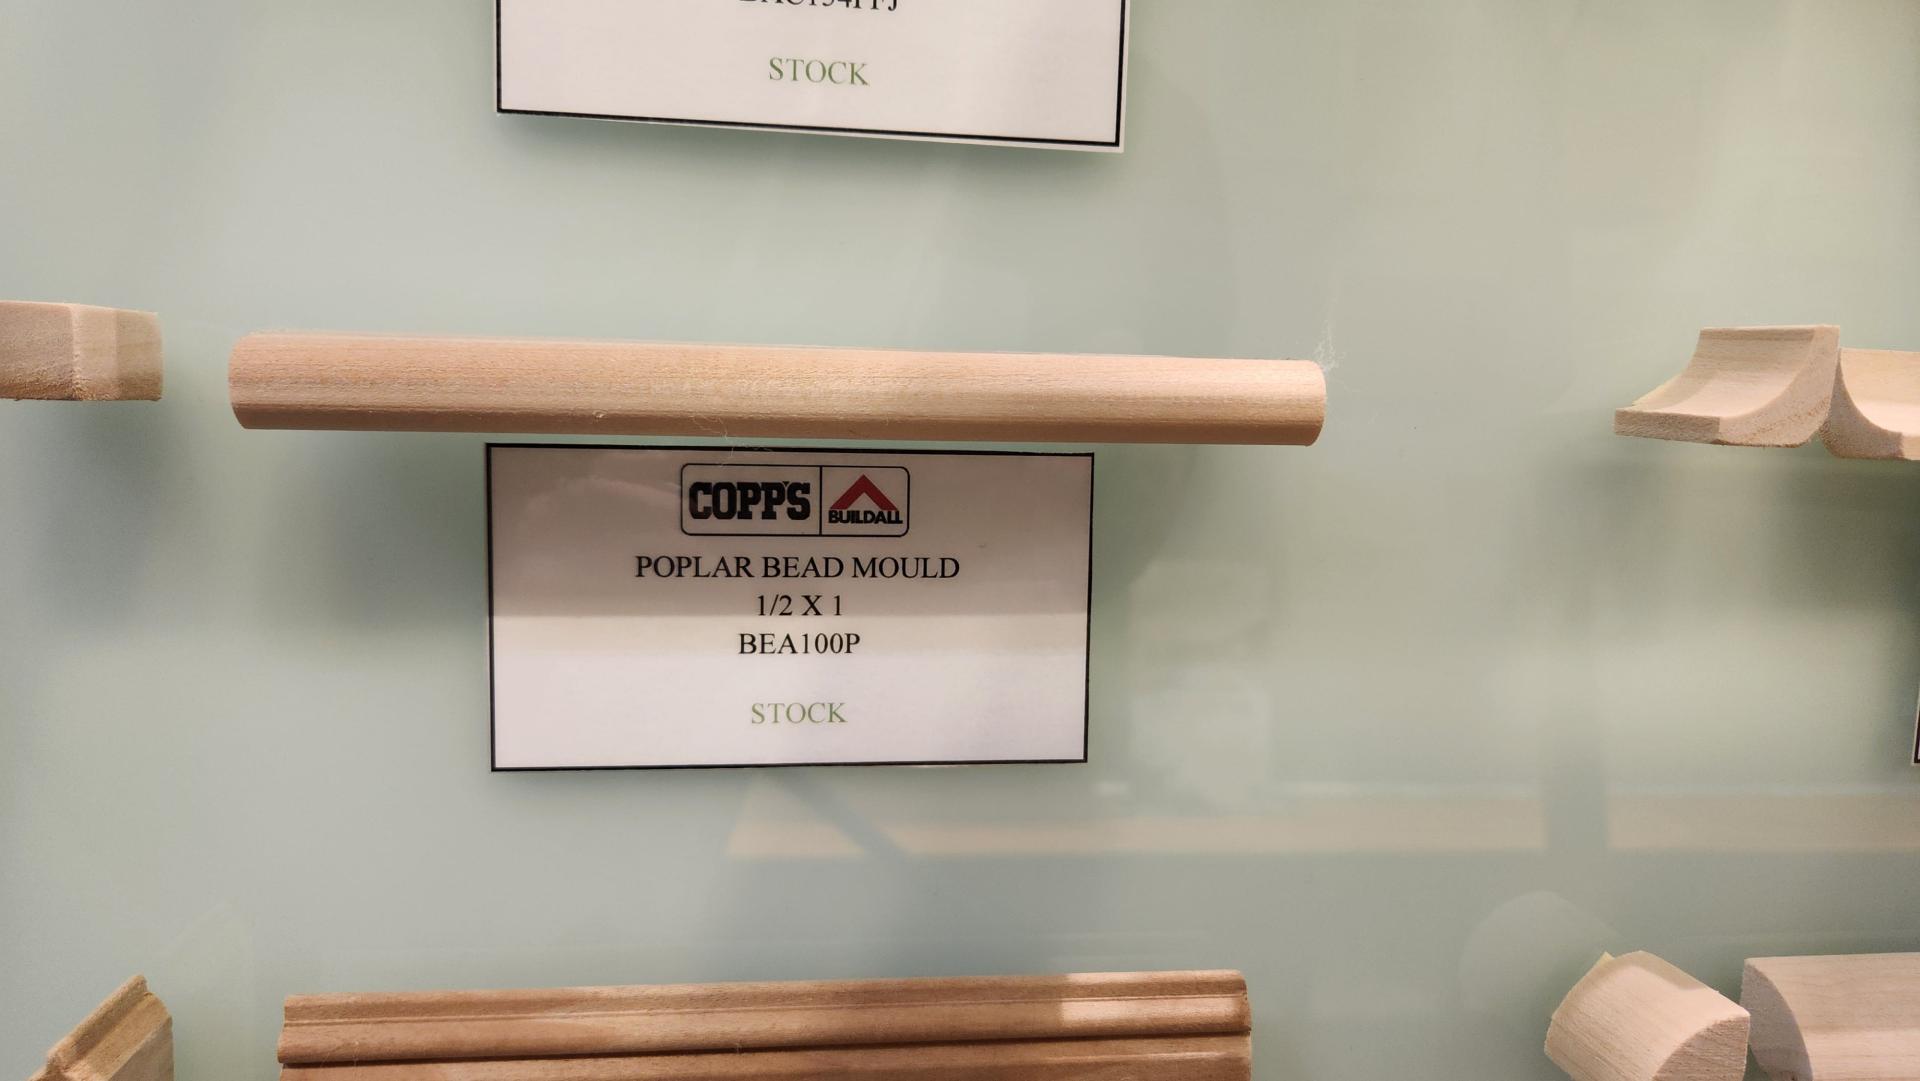 STOCK
COPP'S BUILDALL
POPLAR BEAD MOULD
1/2 X 1
BEA100P
STOCK